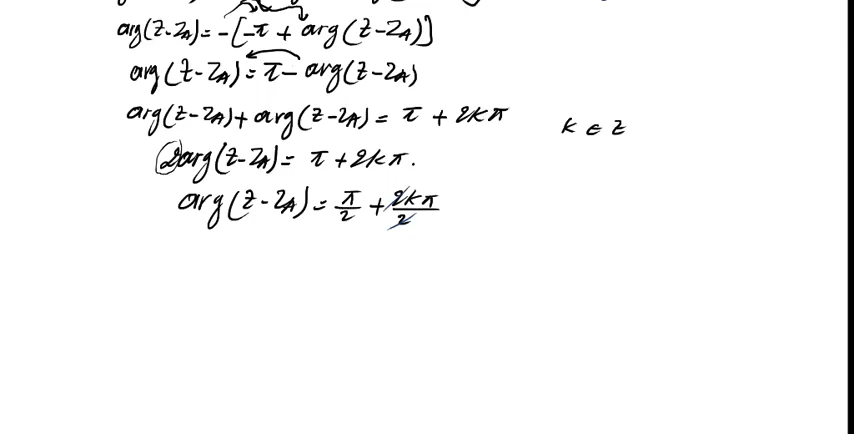 arg(z-z_A) = -[-π + arg(z-z_A)]
arg(z-z_A) = π - arg(z-z_A)
arg(z-z_A) + arg(z-z_A) = π + 2kπ k ∈ z
2arg(z-z_A) = π + 2kπ.
arg(z-z_A) = π/2 + 2kπ/2